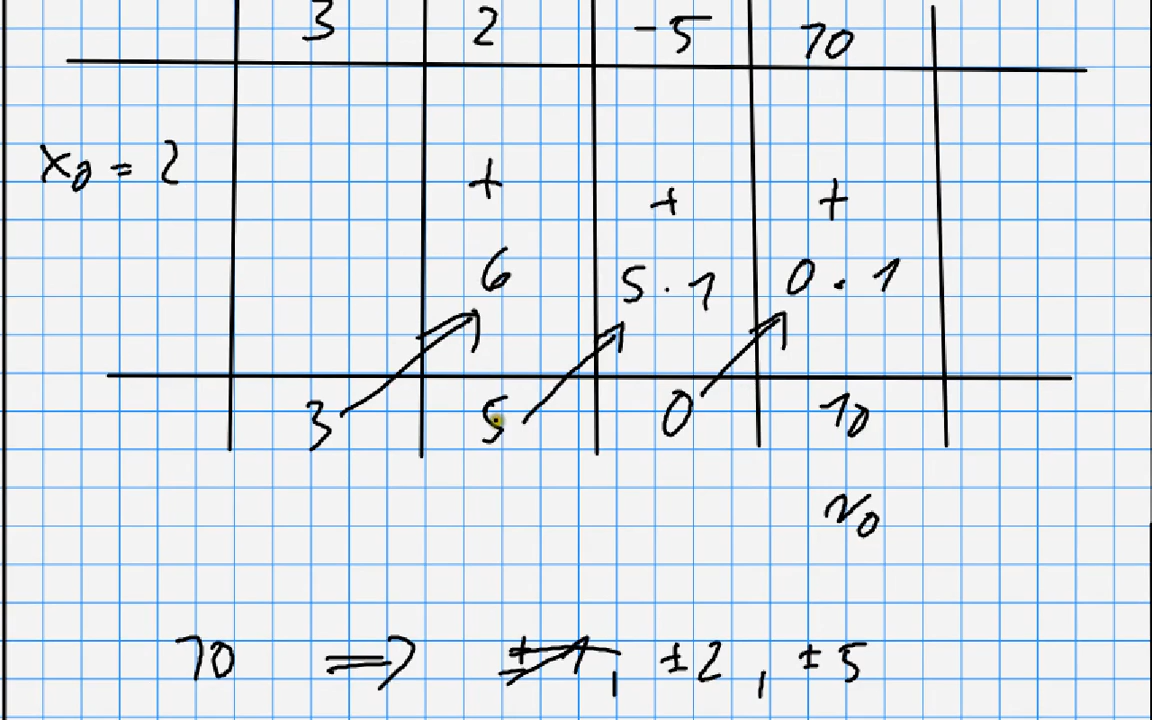 3 2 -5 10
x₀ = 2 + + +
6 5 · 1 0 · 1
3 5 0 10
r₀
10 ⇒ ±1, ±2, ±5